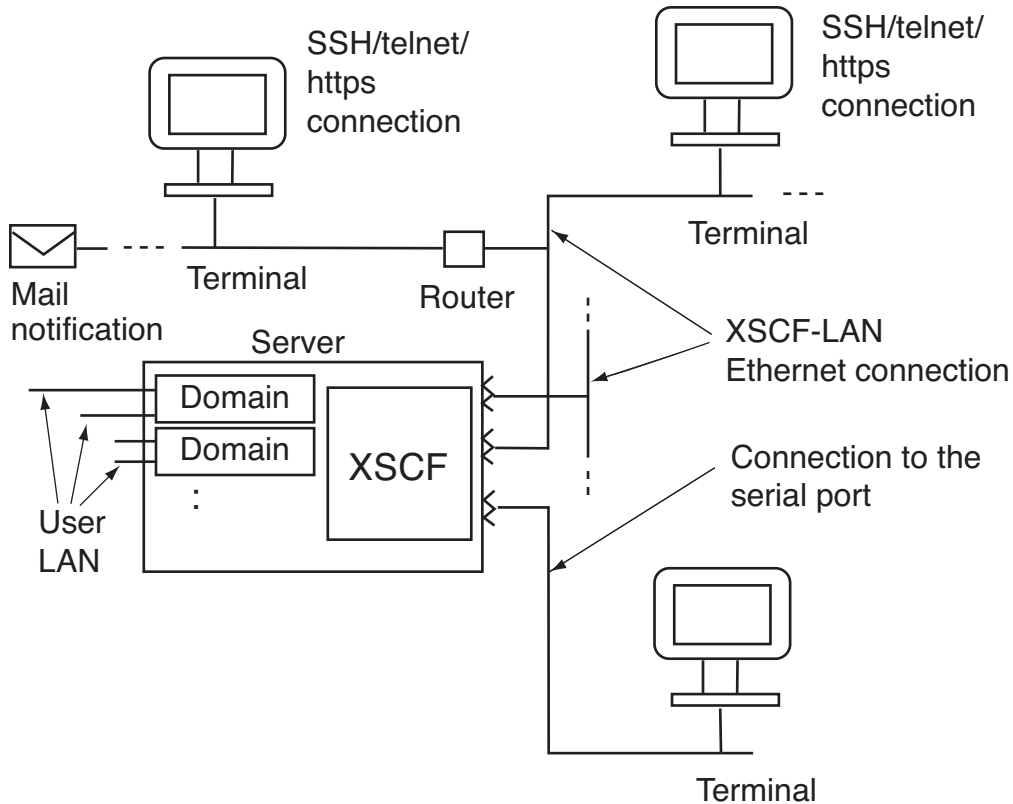 SSH/telnet/
https
connection
SSH/telnet/
https
connection
Terminal
Terminal
Router
Mail
notification
Server
XSCF-LAN
Ethernet connection
Domain
Domain
XSCF
:
User
LAN
Connection to the
serial port
Terminal